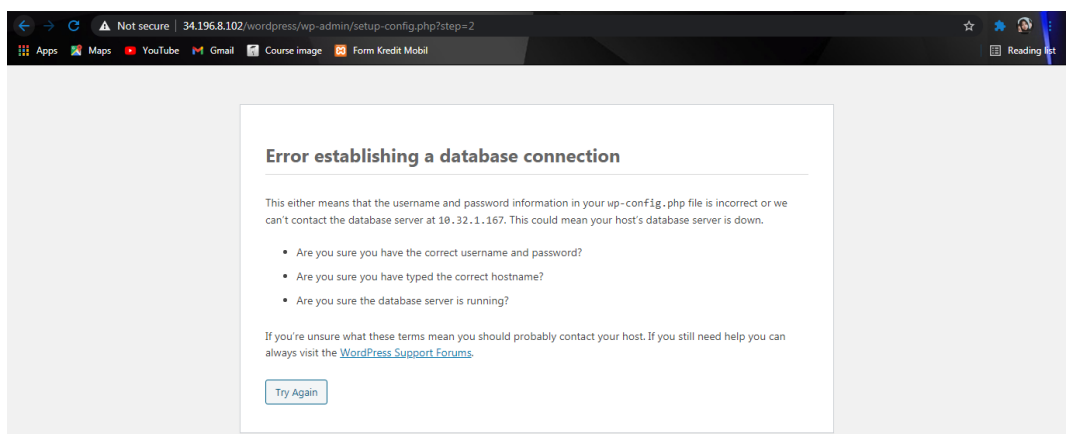 Not secure | 34.196.8.102/wordpress/wp-admin/setup-config.php?step=2
Apps Maps YouTube Gmail Course image Form Kredit Mobil Reading list
Error establishing a database connection
This either means that the username and password information in your wp-config.php file is incorrect or we
can't contact the database server at 10.32.1.167. This could mean your host's database server is down.
• Are you sure you have the correct username and password?
• Are you sure you have typed the correct hostname?
• Are you sure the database server is running?
If you're unsure what these terms mean you should probably contact your host. If you still need help you can
always visit the WordPress Support Forums.
Try Again